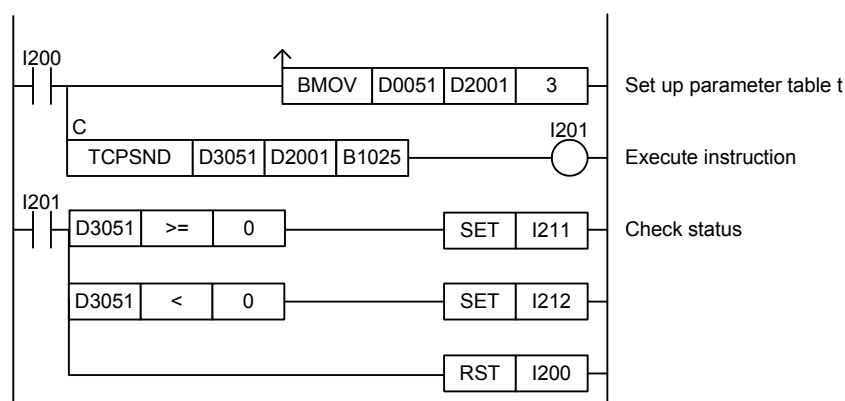 I200
BMOV D0051 D2001 3 Set up parameter table t
C I201
TCPSND D3051 D2001 B1025 Execute instruction
I201
D3051 >= 0 SET I211 Check status
D3051 < 0 SET I212
RST I200